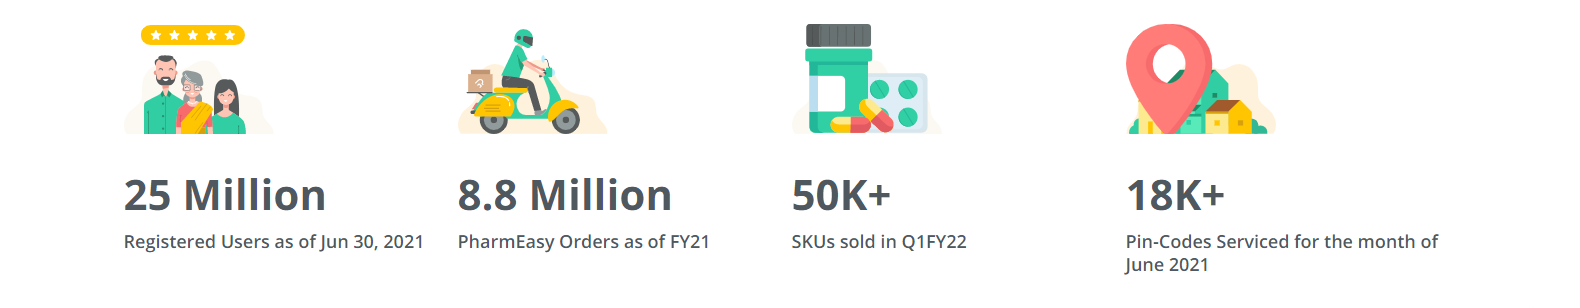 25 Million
Registered Users as of Jun 30, 2021
8.8 Million
PharmEasy Orders as of FY21
50K+
SKUs sold in Q1FY22
18K+
Pin-Codes Serviced for the month of
June 2021